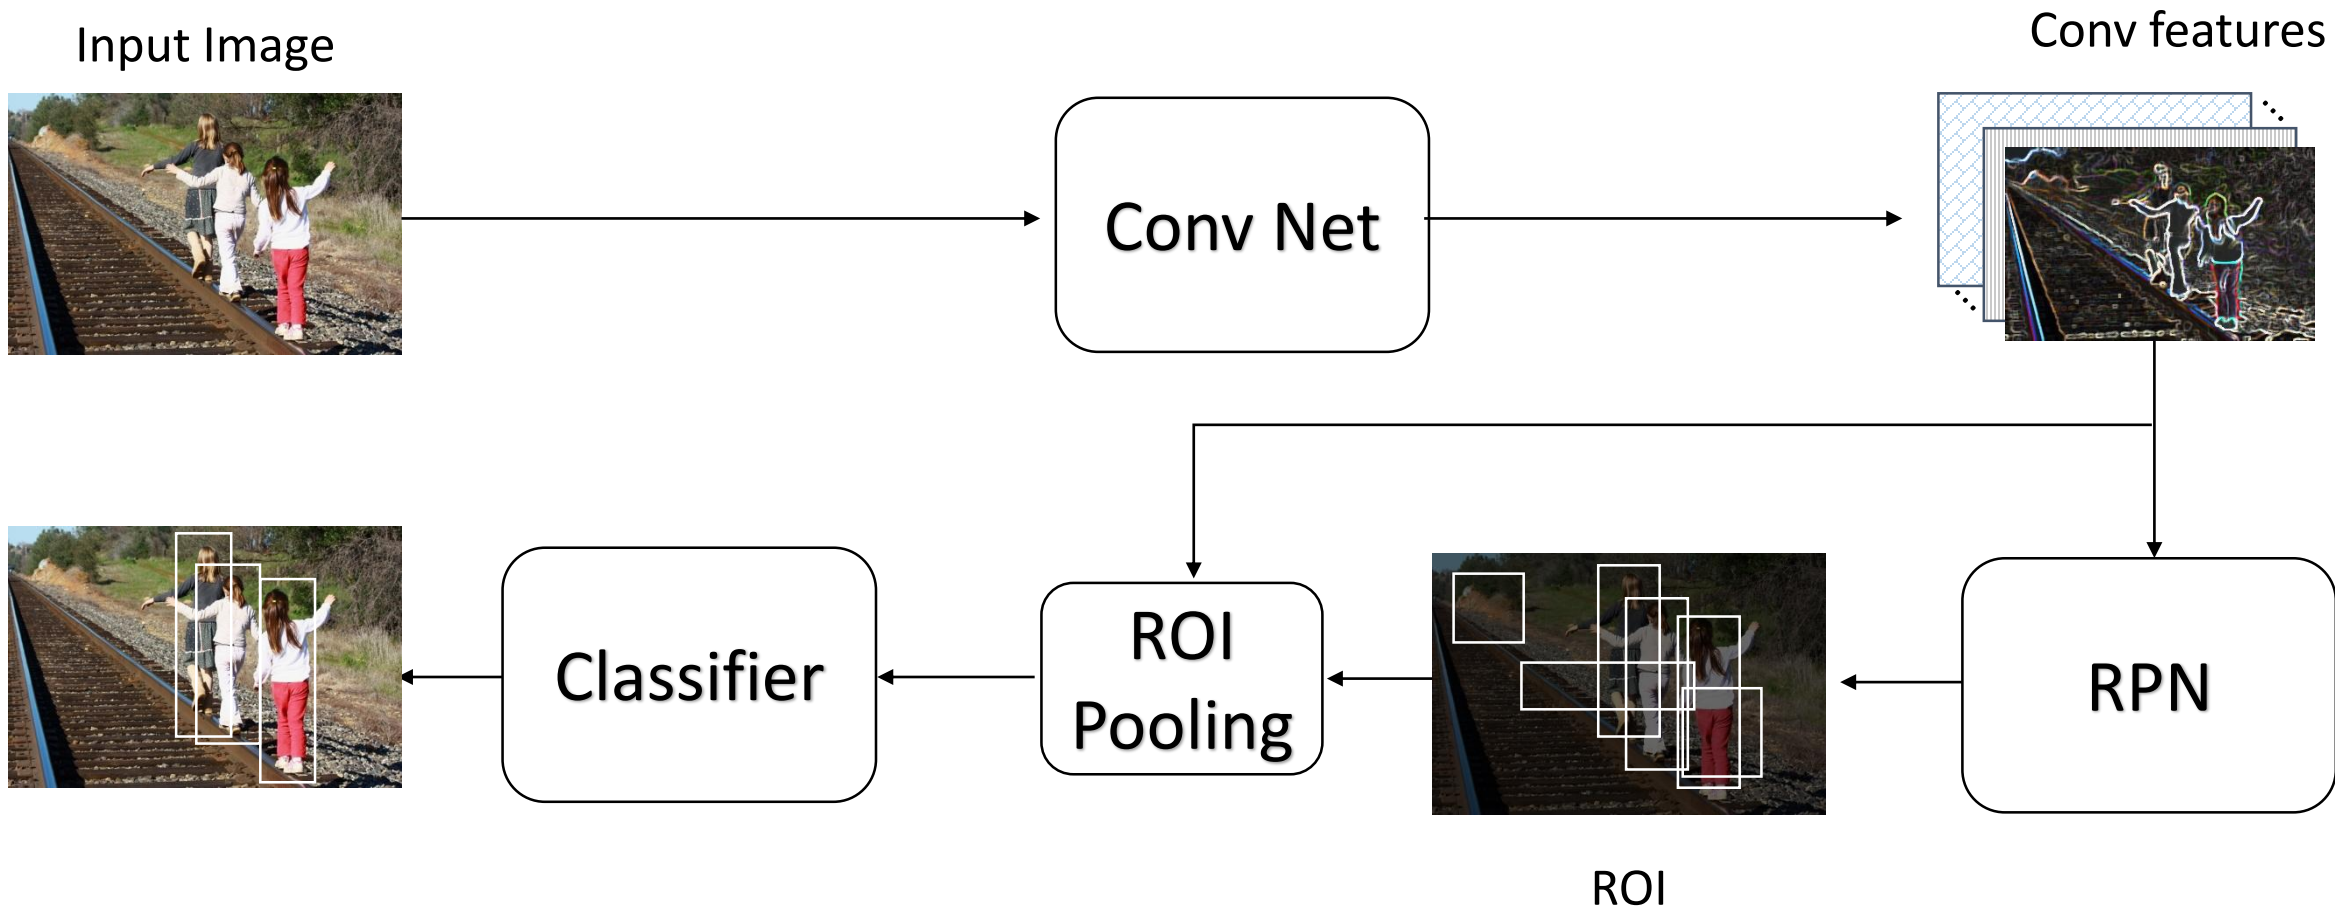 Input Image
Conv features
Conv Net
ROI
Pooling
Classifier
RPN
ROI